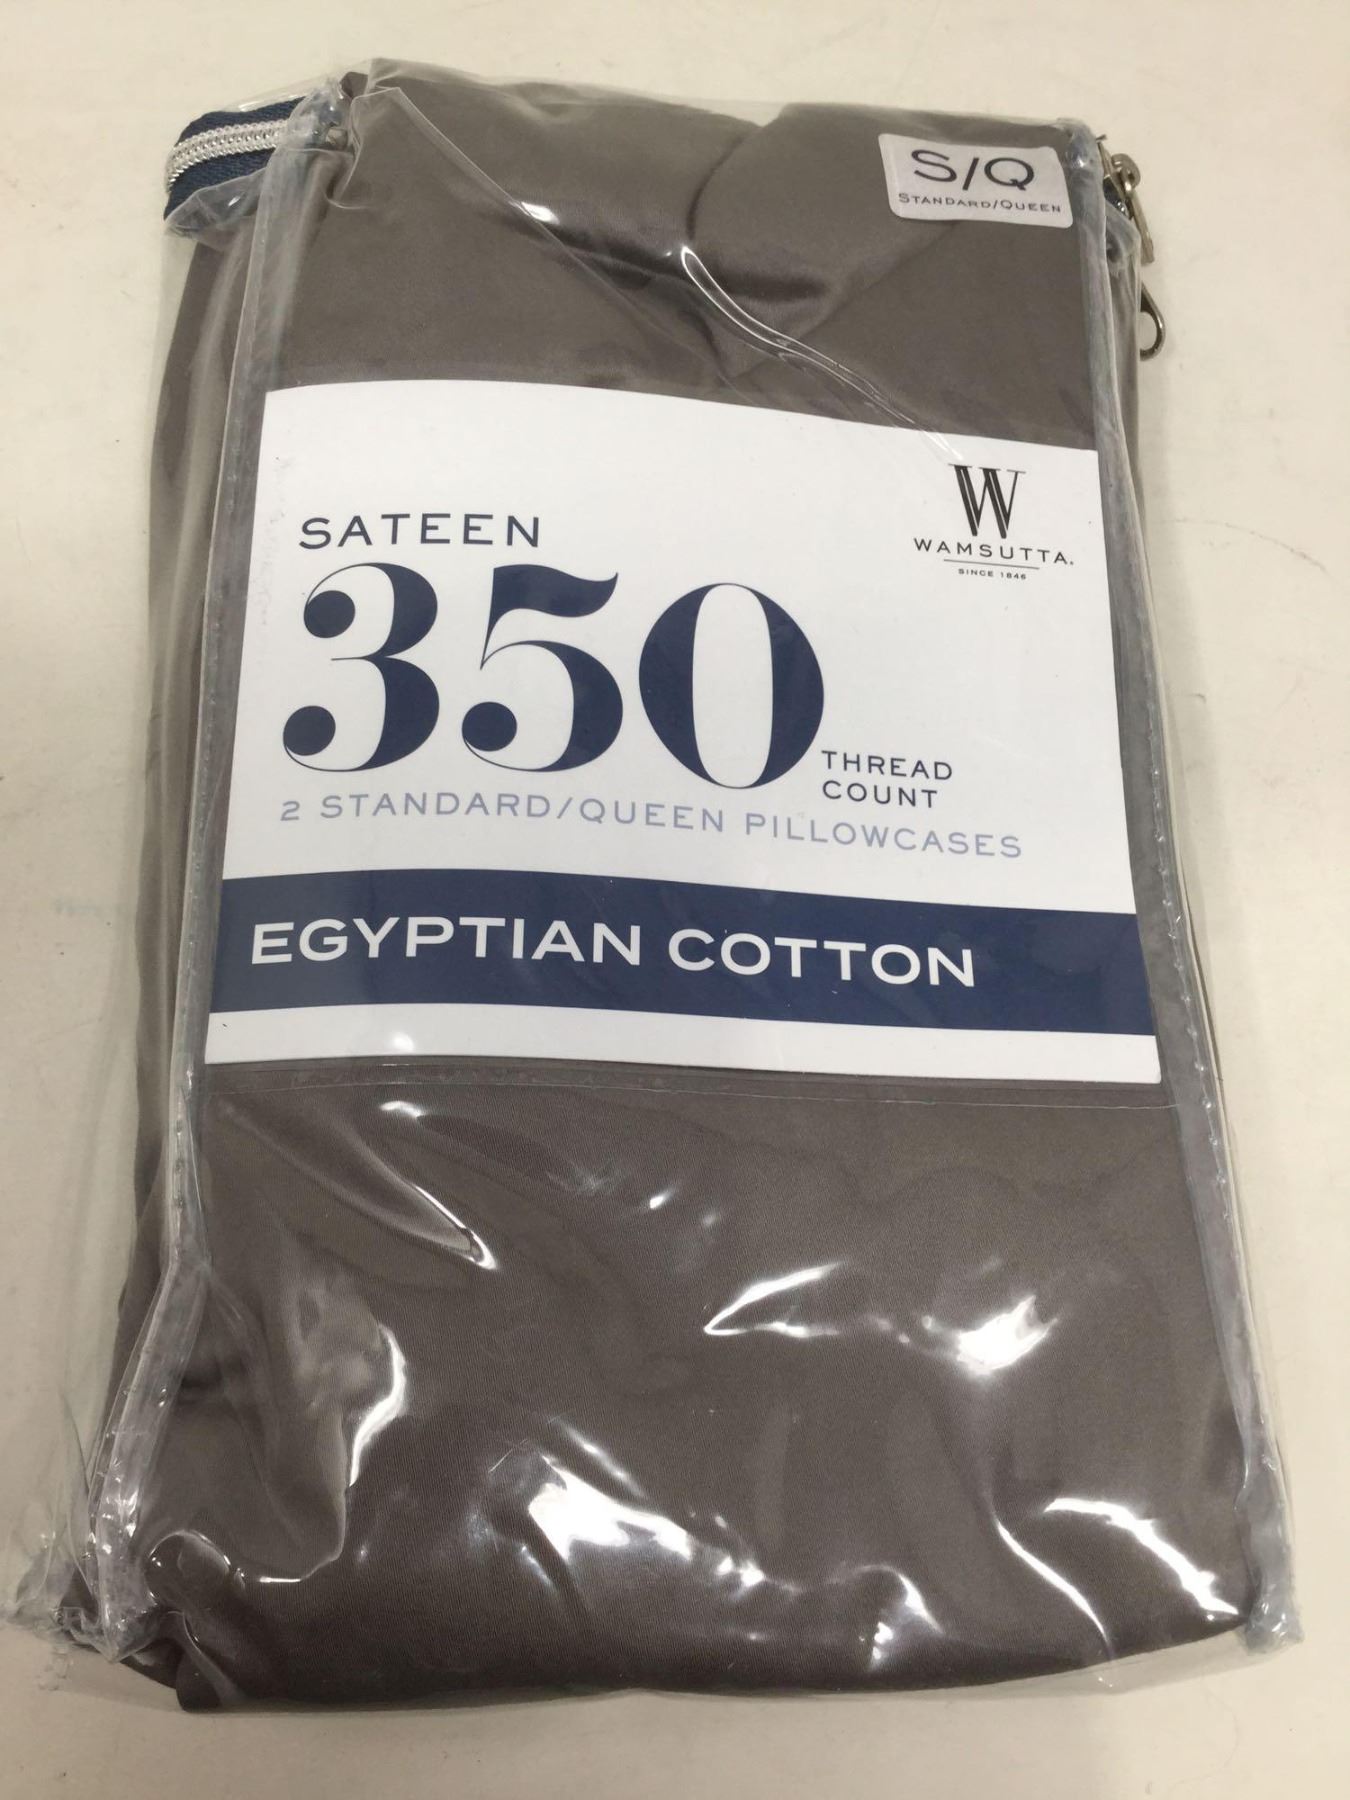 S/Q
STANDARD/QUEEN
W
WAMSUTTA.
SINCE 1846
SATEEN
350
THREAD
COUNT
2 STANDARD/QUEEN PILLOWCASES
EGYPTIAN COTTON